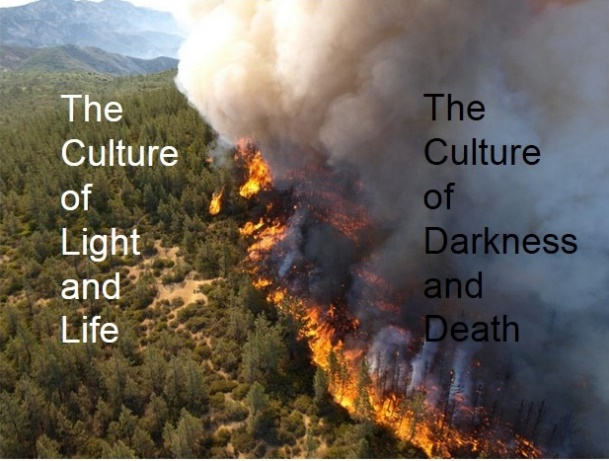 The
Culture
of
Light
and
Life
The
Culture
of
Darkness
and
Death